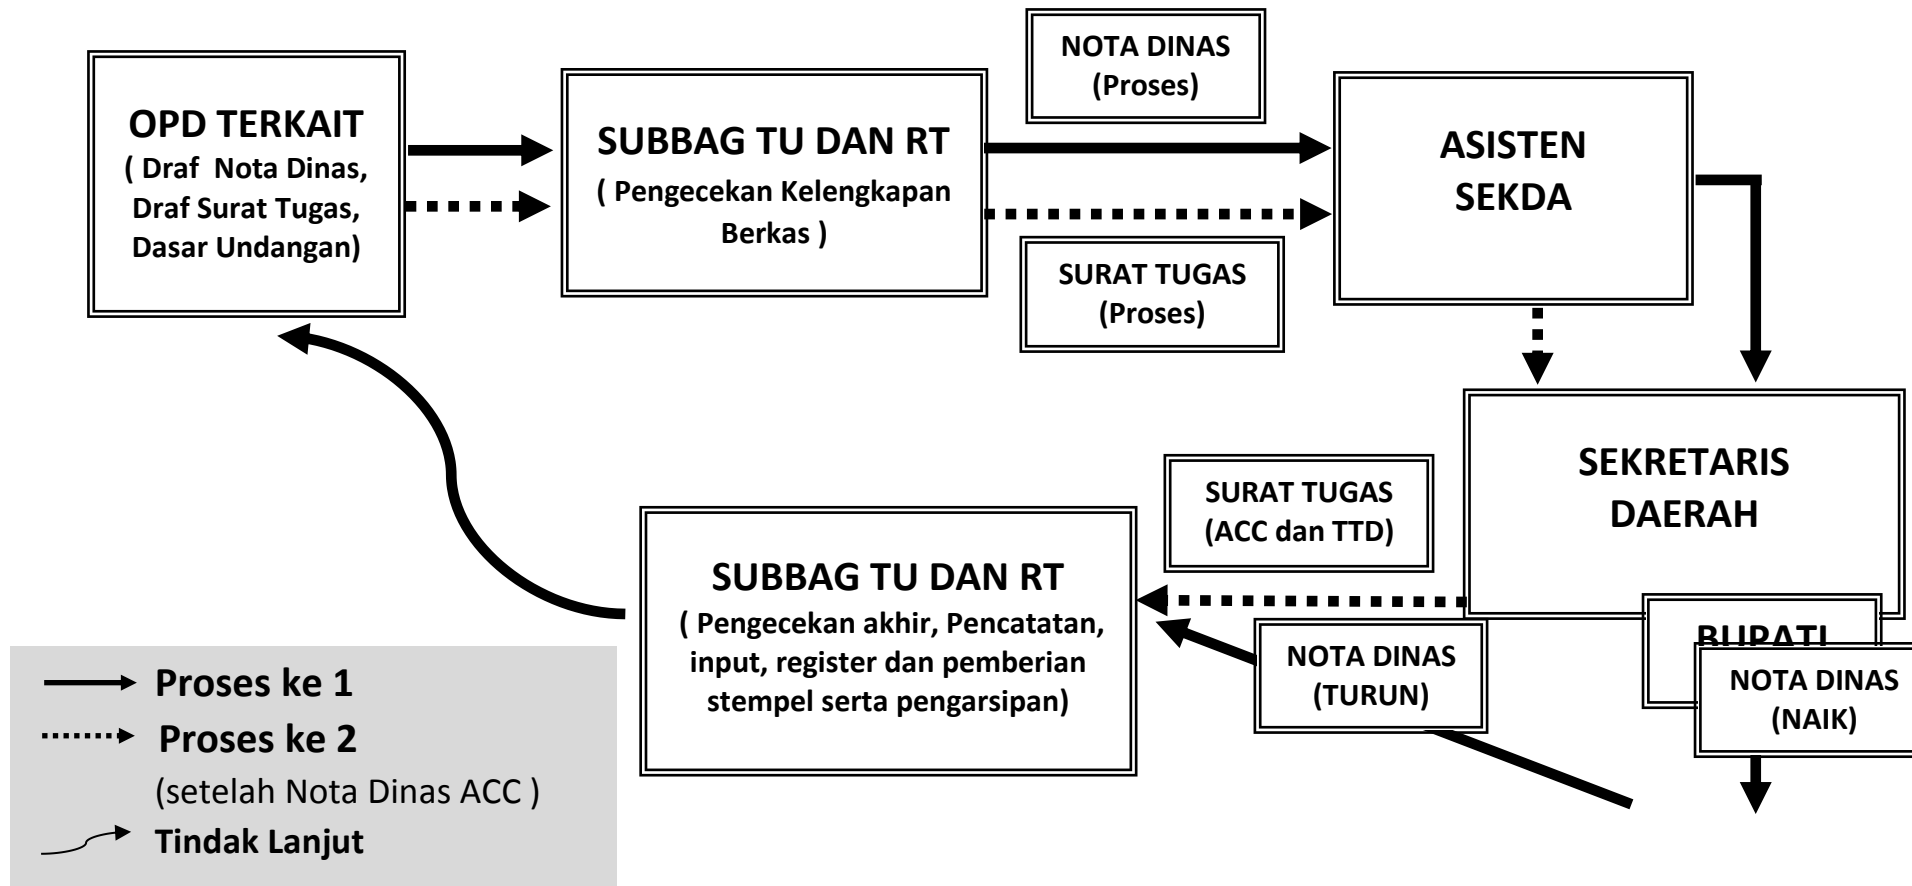 OPD TERKAIT
( Draf Nota Dinas,
Draf Surat Tugas,
Dasar Undangan)
SUBBAG TU DAN RT
( Pengecekan Kelengkapan
Berkas )
NOTA DINAS
(Proses)
SURAT TUGAS
(Proses)
ASISTEN
SEKDA
SEKRETARIS
DAERAH
SURAT TUGAS
(ACC dan TTD)
SUBBAG TU DAN RT
( Pengecekan akhir, Pencatatan,
input, register dan pemberian
stempel serta pengarsipan)
NOTA DINAS
(TURUN)
BUPATI
NOTA DINAS
(NAIK)
Proses ke 1
Proses ke 2
(setelah Nota Dinas ACC )
Tindak Lanjut